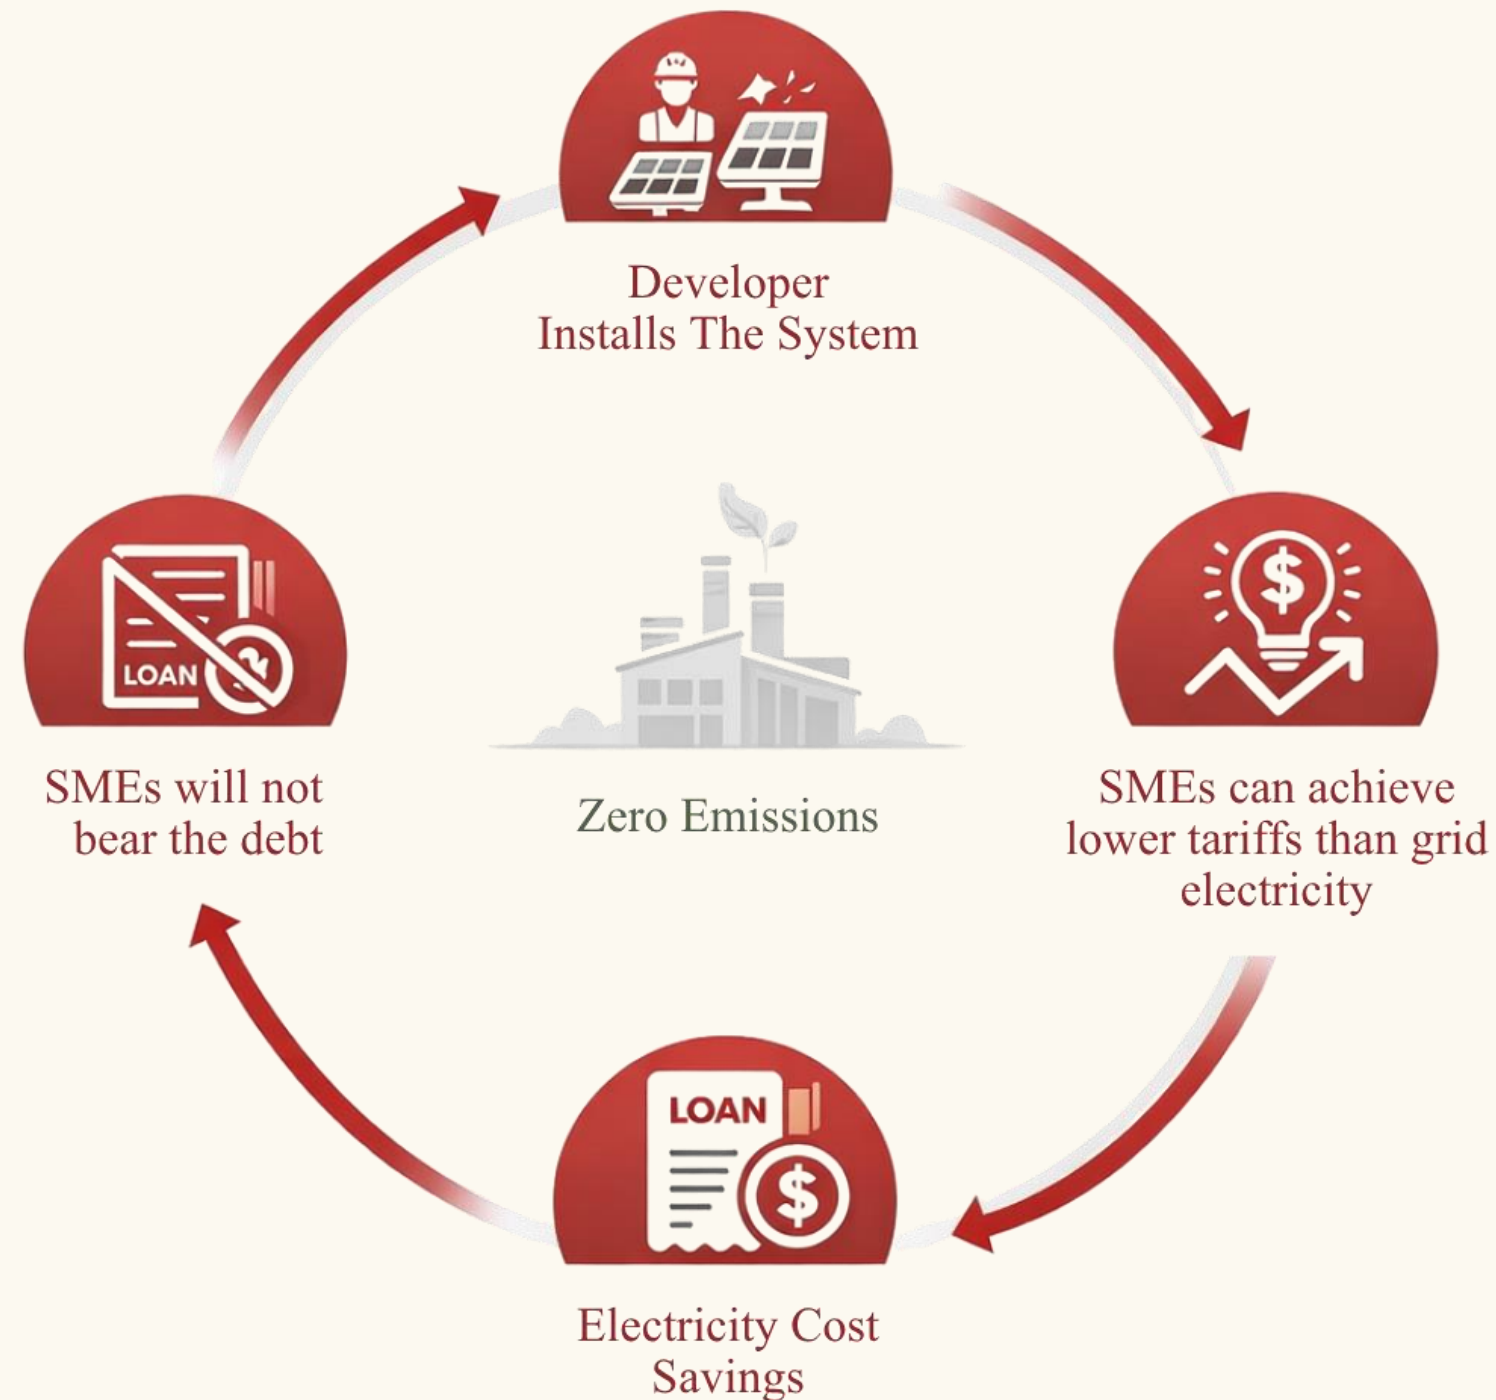 Developer
Installs The System
LOAN
SMEs will not
bear the debt
Zero Emissions
$
SMEs can achieve
lower tariffs than grid
electricity
LOAN
$
Electricity Cost
Savings